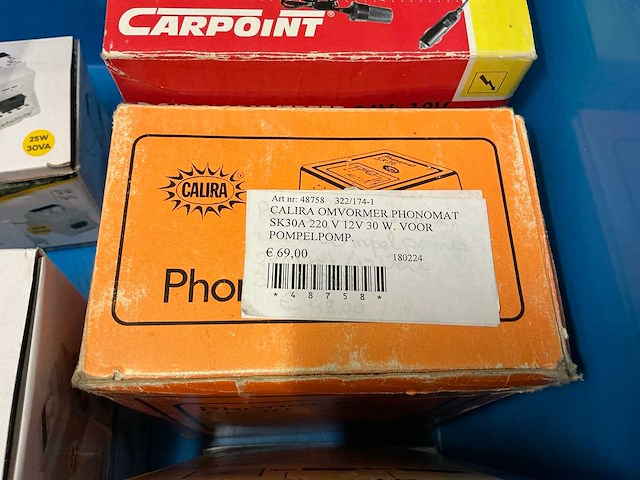 CARPOINT
25W
30VA
CALIRA
Art nr: 48758 322/174-1
CALIRA OMVORMER PHONOMAT
SK30A 220 V 12V 30 W. VOOR
POMPELPOMP.
€ 69,00
180224
Phon
* 4 8 7 5 8 *